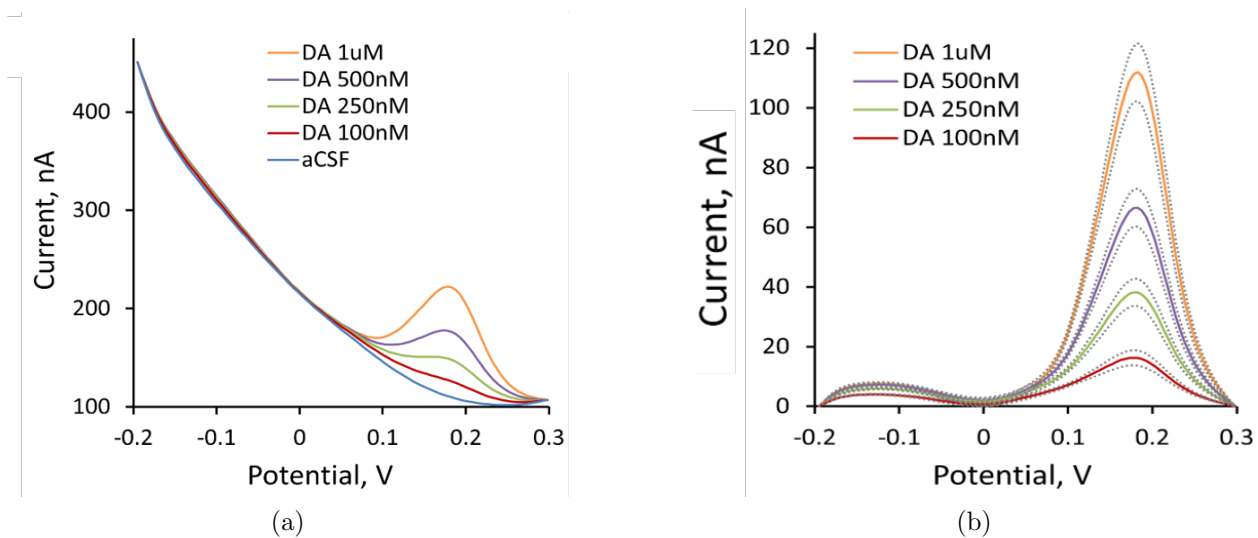 DA 1uM
DA 500nM
DA 250nM
DA 100nM
aCSF
400
300
200
100
-0.2
-0.1
0
0.1
0.2
0.3
Current, nA
Potential, V
(a)
120
100
80
60
40
20
0
DA 1uM
DA 500nM
DA 250nM
DA 100nM
-0.2
-0.1
0
0.1
0.2
0.3
Current, nA
Potential, V
(b)